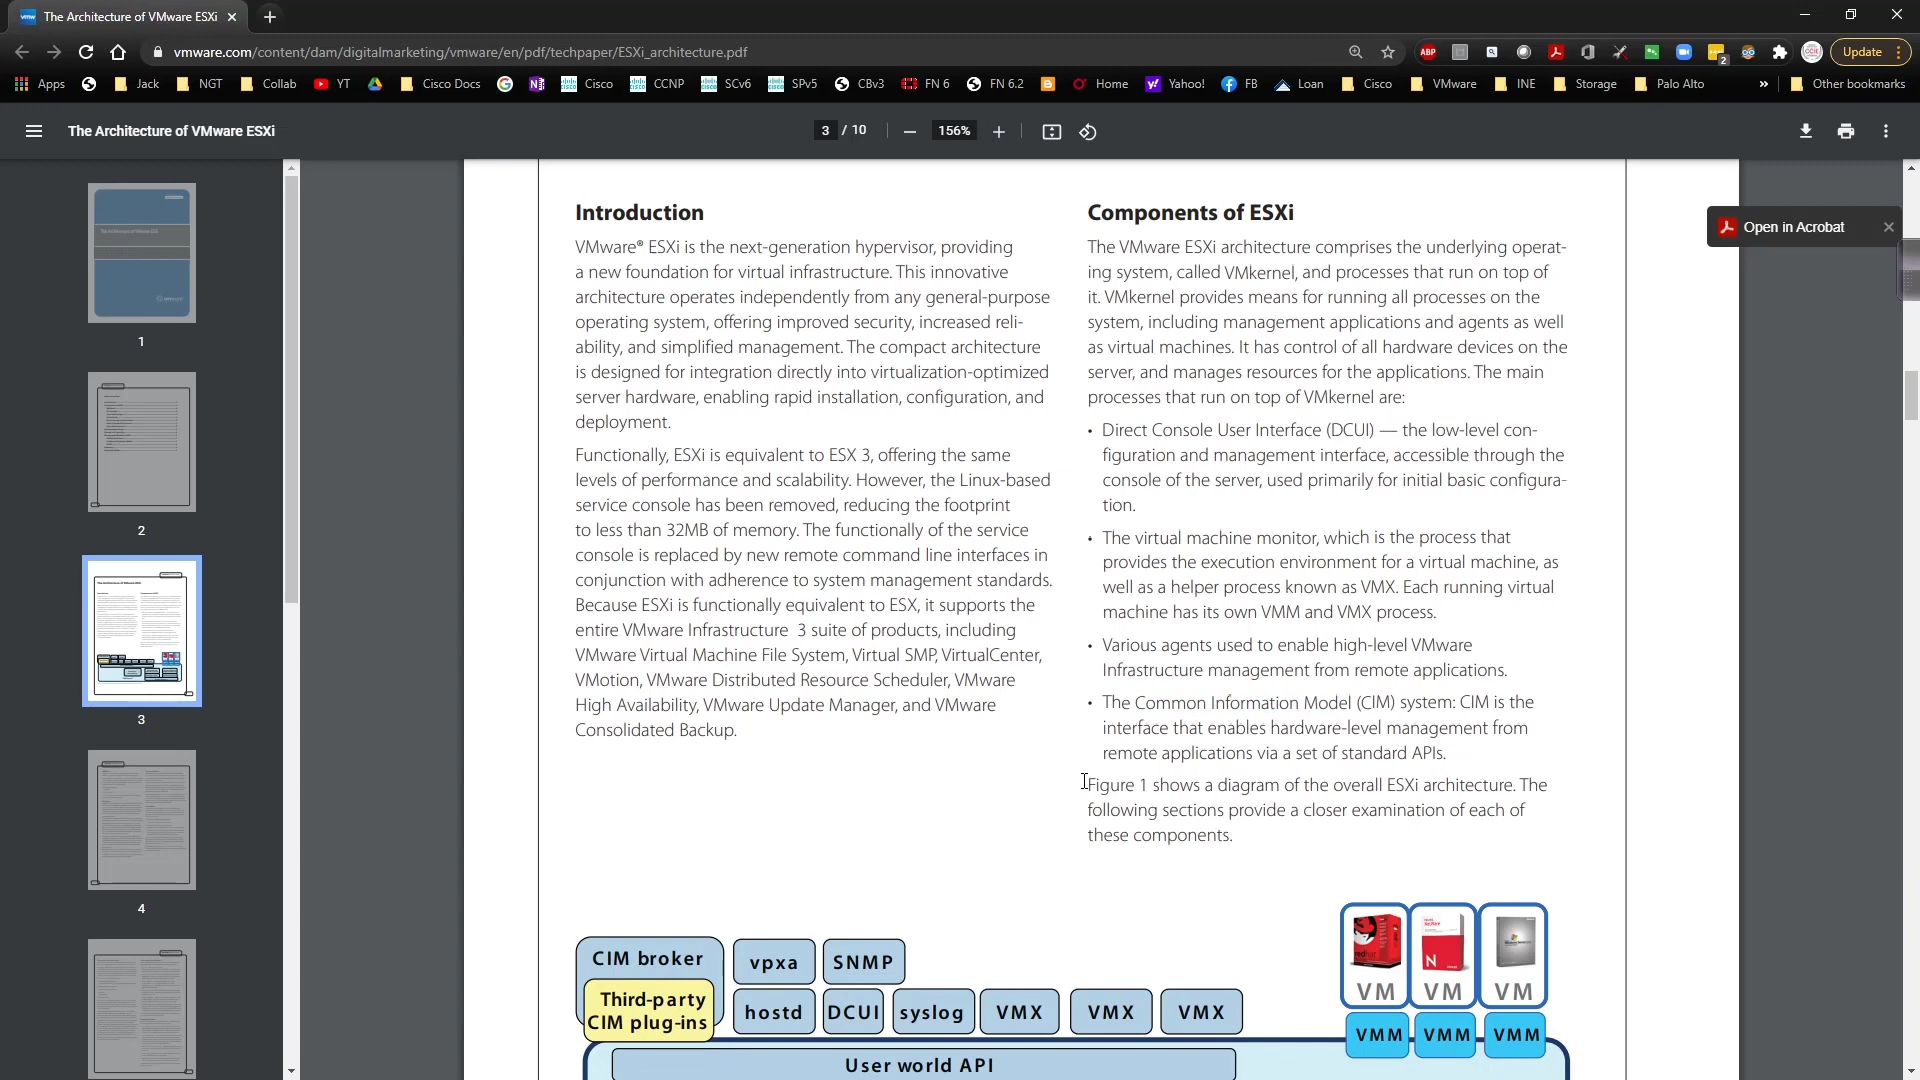 The Architecture of VMware ESXi
vmware.com/content/dam/digitalmarketing/vmware/en/pdf/techpaper/ESXi_architecture.pdf
ABP
2
Update
Apps
Jack
NGT
Collab
YT
Cisco Docs
Cisco
CCNP
SCv6
SPv5
CBv3
FN 6
FN 6.2
Home
Yahoo!
FB
Loan
Cisco
VMware
INE
Storage
Palo Alto
»
Other bookmarks
The Architecture of VMware ESXi
3 / 10
156%
Open in Acrobat
1
2
3
4
Introduction
VMware® ESXi is the next-generation hypervisor, providing
a new foundation for virtual infrastructure. This innovative
architecture operates independently from any general-purpose
operating system, offering improved security, increased reli-
ability, and simplified management. The compact architecture
is designed for integration directly into virtualization-optimized
server hardware, enabling rapid installation, configuration, and
deployment.
Functionally, ESXi is equivalent to ESX 3, offering the same
levels of performance and scalability. However, the Linux-based
service console has been removed, reducing the footprint
to less than 32MB of memory. The functionally of the service
console is replaced by new remote command line interfaces in
conjunction with adherence to system management standards.
Because ESXi is functionally equivalent to ESX, it supports the
entire VMware Infrastructure 3 suite of products, including
VMware Virtual Machine File System, Virtual SMP, VirtualCenter,
VMotion, VMware Distributed Resource Scheduler, VMware
High Availability, VMware Update Manager, and VMware
Consolidated Backup.
Components of ESXi
The VMware ESXi architecture comprises the underlying operat-
ing system, called VMkernel, and processes that run on top of
it. VMkernel provides means for running all processes on the
system, including management applications and agents as well
as virtual machines. It has control of all hardware devices on the
server, and manages resources for the applications. The main
processes that run on top of VMkernel are:
• Direct Console User Interface (DCUI) — the low-level con-
figuration and management interface, accessible through the
console of the server, used primarily for initial basic configura-
tion.
• The virtual machine monitor, which is the process that
provides the execution environment for a virtual machine, as
well as a helper process known as VMX. Each running virtual
machine has its own VMM and VMX process.
• Various agents used to enable high-level VMware
Infrastructure management from remote applications.
• The Common Information Model (CIM) system: CIM is the
interface that enables hardware-level management from
remote applications via a set of standard APIs.
Figure 1 shows a diagram of the overall ESXi architecture. The
following sections provide a closer examination of each of
these components.
CIM broker
Third-party
CIM plug-ins
vpxa
SNMP
hostd
DCUI
syslog
VMX
VMX
VMX
VM
VM
VM
VMM
VMM
VMM
User world API